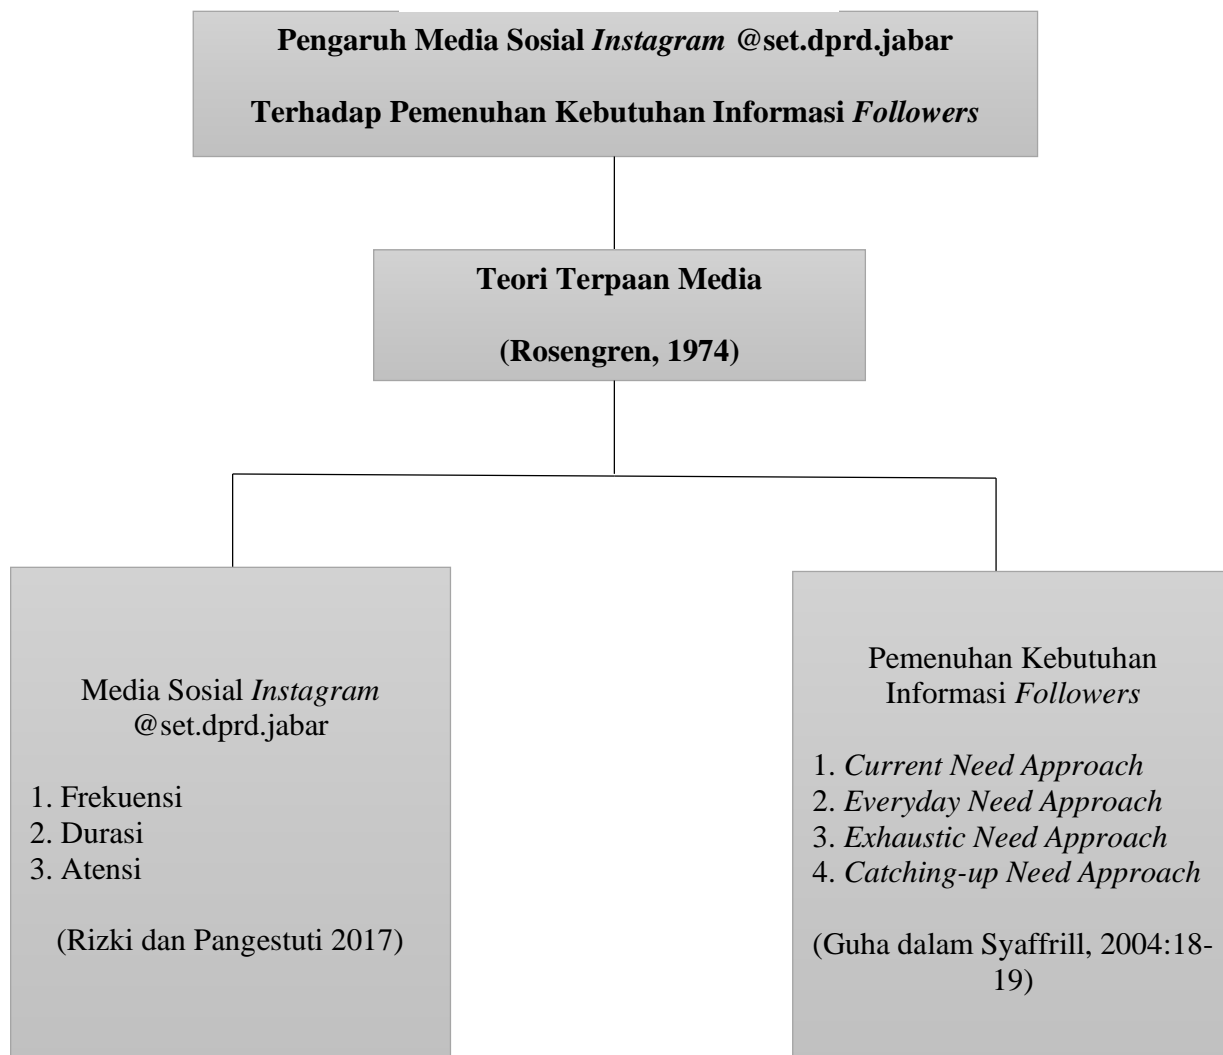 Pengaruh Media Sosial Instagram @set.dprd.jabar
Terhadap Pemenuhan Kebutuhan Informasi Followers
Teori Terpaan Media
(Rosengren, 1974)
Media Sosial Instagram
@set.dprd.jabar
1. Frekuensi
2. Durasi
3. Atensi
(Rizki dan Pangestuti 2017)
Pemenuhan Kebutuhan
Informasi Followers
1. Current Need Approach
2. Everyday Need Approach
3. Exhaustic Need Approach
4. Catching-up Need Approach
(Guha dalam Syaffrill, 2004:18-
19)